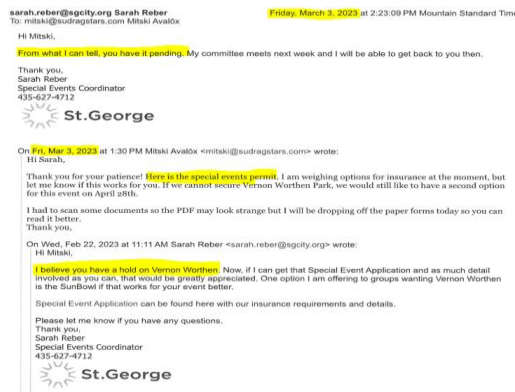 sarah.reber@sgcity.org Sarah Reber
Friday, March 3, 2023 at 2:23:09 PM Mountain Standard Time
To: mitski@sudragstars.com Mitski Avalōx
Hi Mitski,
From what I can tell, you have it pending. My committee meets next week and I will be able to get back to you then.
Thank you,
Sarah Reber
Special Events Coordinator
435-627-4712
St.George
On Fri, Mar 3, 2023 at 1:30 PM Mitski Avalōx <mitski@sudragstars.com> wrote:
Hi Sarah,
Thank you for your patience! Here is the special events permit. I am weighing options for insurance at the moment, but
let me know if this works for you. If we cannot secure Vernon Worthen Park, we would still like to have a second option
for this event on April 28th.
I had to scan some documents so the PDF may look strange but I will be dropping off the paper forms today so you can
read it better.
Thank you,
On Wed, Feb 22, 2023 at 11:11 AM Sarah Reber <sarah.reber@sgcity.org> wrote:
Hi Mitski,
I believe you have a hold on Vernon Worthen. Now, if I can get that Special Event Application and as much detail
involved as you can, that would be greatly appreciated. One option I am offering to groups wanting Vernon Worthen
is the SunBowl if that works for your event better.
Special Event Application can be found here with our insurance requirements and details.
Please let me know if you have any questions.
Thank you,
Sarah Reber
Special Events Coordinator
435-627-4712
St.George